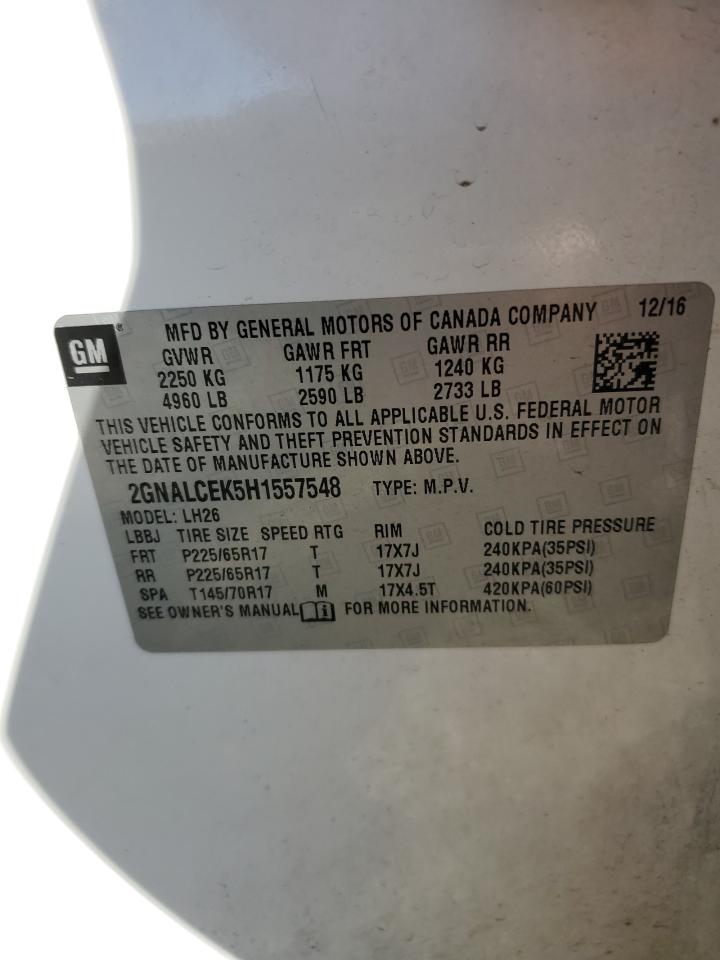 GM®
MFD BY GENERAL MOTORS OF CANADA COMPANY 12/16
GVWR GAWR FRT GAWR RR
2250 KG 1175 KG 1240 KG
4960 LB 2590 LB 2733 LB
THIS VEHICLE CONFORMS TO ALL APPLICABLE U.S. FEDERAL MOTOR
VEHICLE SAFETY AND THEFT PREVENTION STANDARDS IN EFFECT ON
THE DATE OF MANUFACTURE SHOWN ABOVE.
2GNALCEK5H1557548 TYPE: M.P.V.
MODEL: LH26
LBBJ TIRE SIZE SPEED RTG RIM COLD TIRE PRESSURE
FRT P225/65R17 T 17X7J 240KPA(35PSI)
RR P225/65R17 T 17X7J 240KPA(35PSI)
SPA T145/70R17 M 17X4.5T 420KPA(60PSI)
SEE OWNER'S MANUAL i FOR MORE INFORMATION.